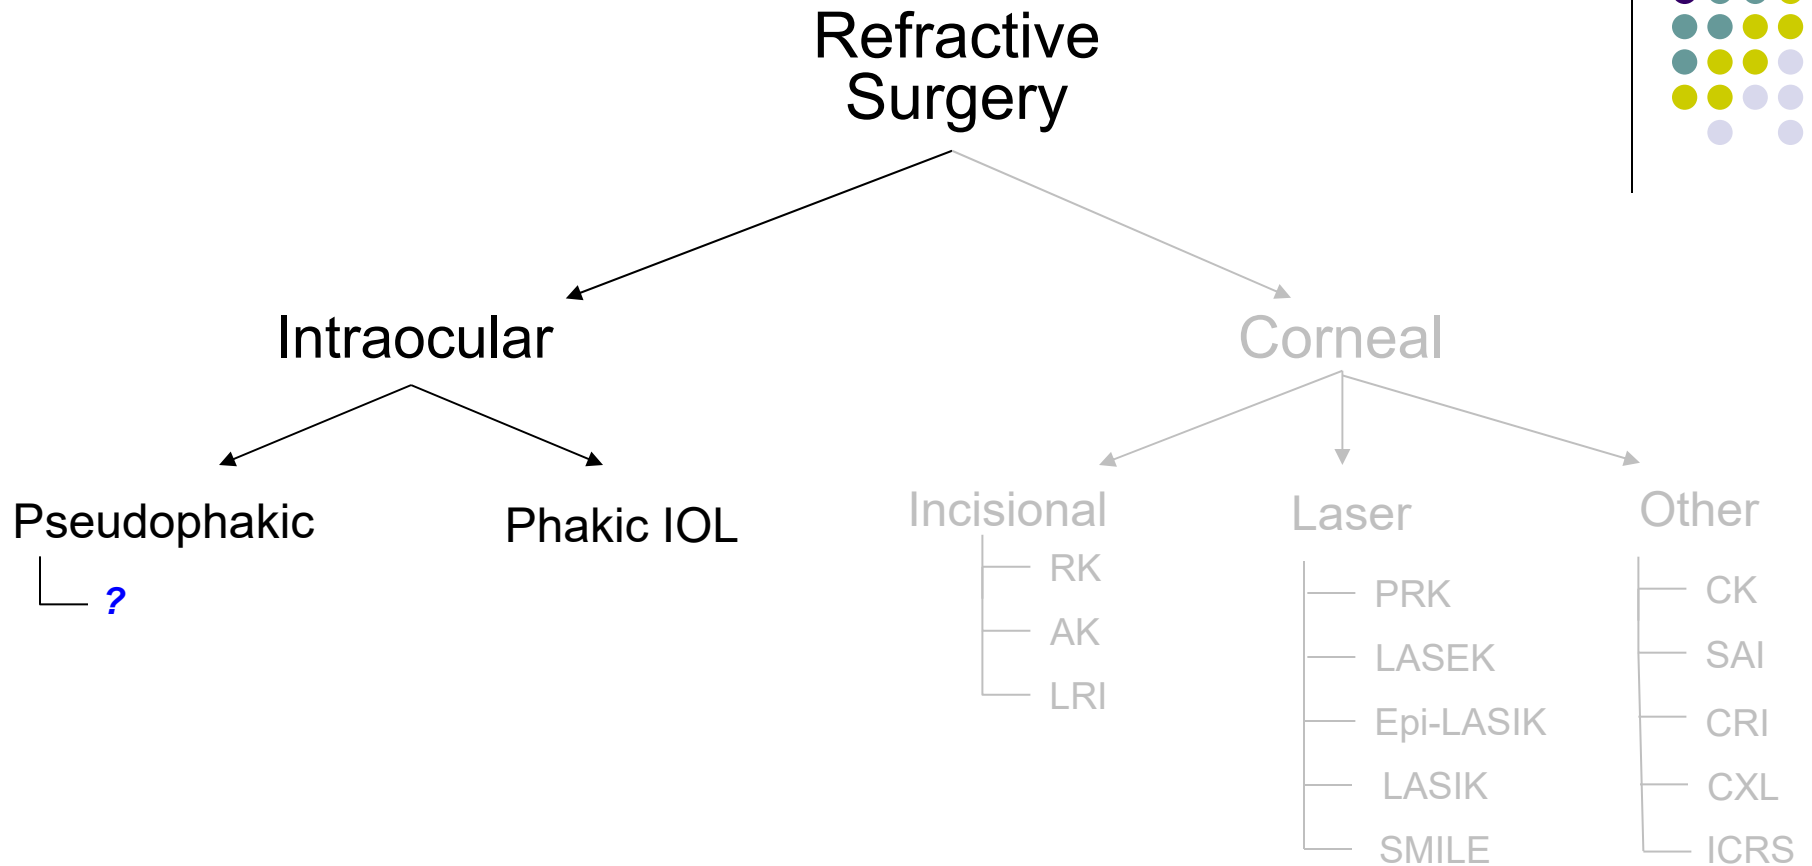 Refractive
Surgery
Intraocular
Corneal
Pseudophakic
Phakic IOL
Incisional
Laser
Other
?
RK
AK
LRI
PRK
LASEK
Epi-LASIK
LASIK
SMILE
CK
SAI
CRI
CXL
ICRS